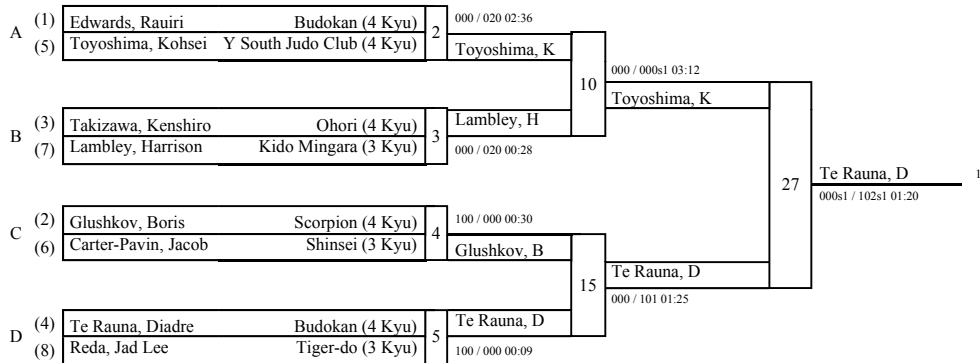 (1) Edwards, Rauiri Budokan (4 Kyu)
A
2
000 / 020 02:36
(5) Toyoshima, Kohsei Y South Judo Club (4 Kyu)
Toyoshima, K
10
000 / 000s1 03:12
Toyoshima, K
(3) Takizawa, Kenshiro Ohori (4 Kyu)
B
3
Lambley, H
(7) Lambley, Harrison Kido Mingara (3 Kyu)
000 / 020 00:28
27
Te Rauna, D
1
000s1 / 102s1 01:20
(2) Glushkov, Boris Scorpion (4 Kyu)
C
4
100 / 000 00:30
(6) Carter-Pavin, Jacob Shinsei (3 Kyu)
Glushkov, B
15
Te Rauna, D
000 / 101 01:25
(4) Te Rauna, Diadre Budokan (4 Kyu)
D
5
Te Rauna, D
(8) Reda, Jad Lee Tiger-do (3 Kyu)
100 / 000 00:09